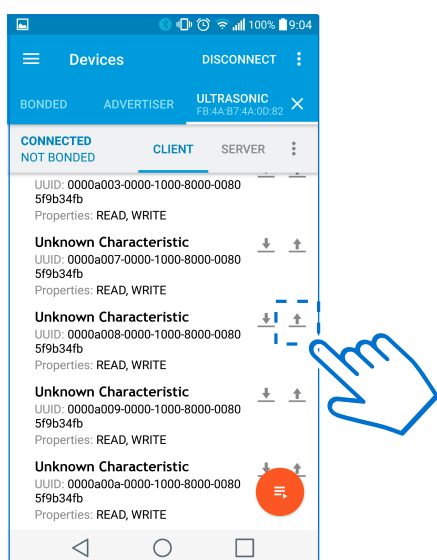 100% 9:04
Devices DISCONNECT
BONDED ADVERTISER ULTRASONIC
FB:4A:B7:4A:0D:82
CONNECTED
NOT BONDED CLIENT SERVER
UUID: 0000a003-0000-1000-8000-0080
5f9b34fb
Properties: READ, WRITE
Unknown Characteristic
UUID: 0000a007-0000-1000-8000-0080
5f9b34fb
Properties: READ, WRITE
Unknown Characteristic
UUID: 0000a008-0000-1000-8000-0080
5f9b34fb
Properties: READ, WRITE
Unknown Characteristic
UUID: 0000a009-0000-1000-8000-0080
5f9b34fb
Properties: READ, WRITE
Unknown Characteristic
UUID: 0000a00a-0000-1000-8000-0080
5f9b34fb
Properties: READ, WRITE